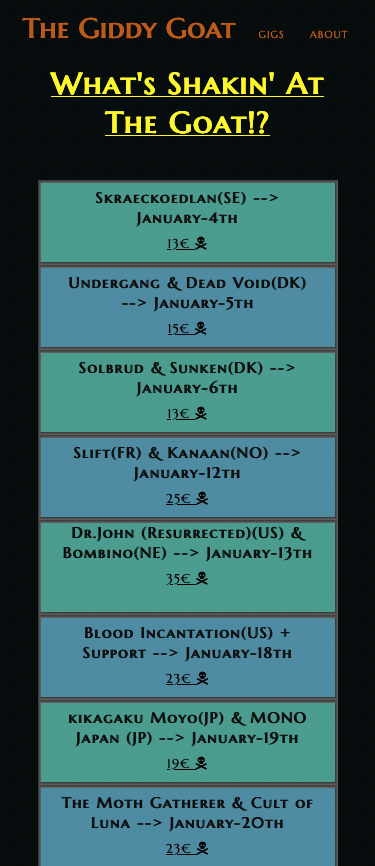 The Giddy Goat GIGS ABOUT
What's Shakin' At
The Goat!?
Skraeckoedlan(SE) -->
January-4th
13€
Undergang & Dead Void(DK)
--> January-5th
15€
Solbrud & Sunken(DK) -->
January-6th
13€
Slift(FR) & Kanaan(NO) -->
January-12th
25€
Dr.John (Resurrected)(US) &
Bombino(NE) --> January-13th
35€
Blood Incantation(US) +
Support --> January-18th
23€
kikagaku Moyo(JP) & MONO
Japan (JP) --> January-19th
19€
The Moth Gatherer & Cult of
Luna --> January-20th
23€